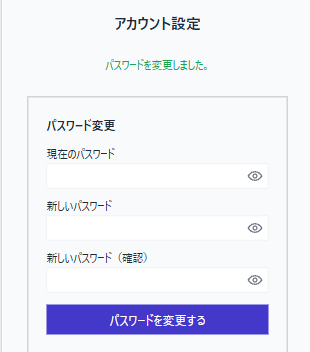 アカウント設定
パスワードを変更しました。
パスワード変更
現在のパスワード
新しいパスワード
新しいパスワード（確認）
パスワードを変更する